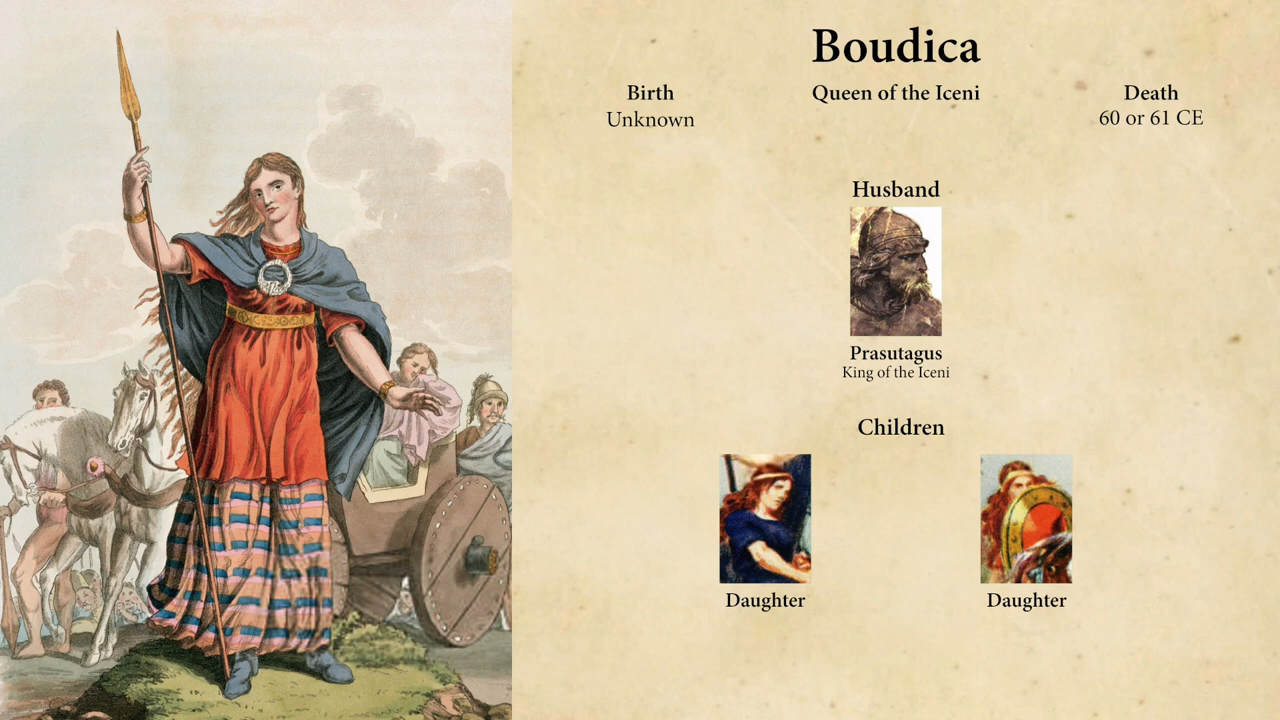 Boudica
Birth
Queen of the Iceni
Death
Unknown
60 or 61 CE
Husband
Prasutagus
King of the Iceni
Children
Daughter
Daughter